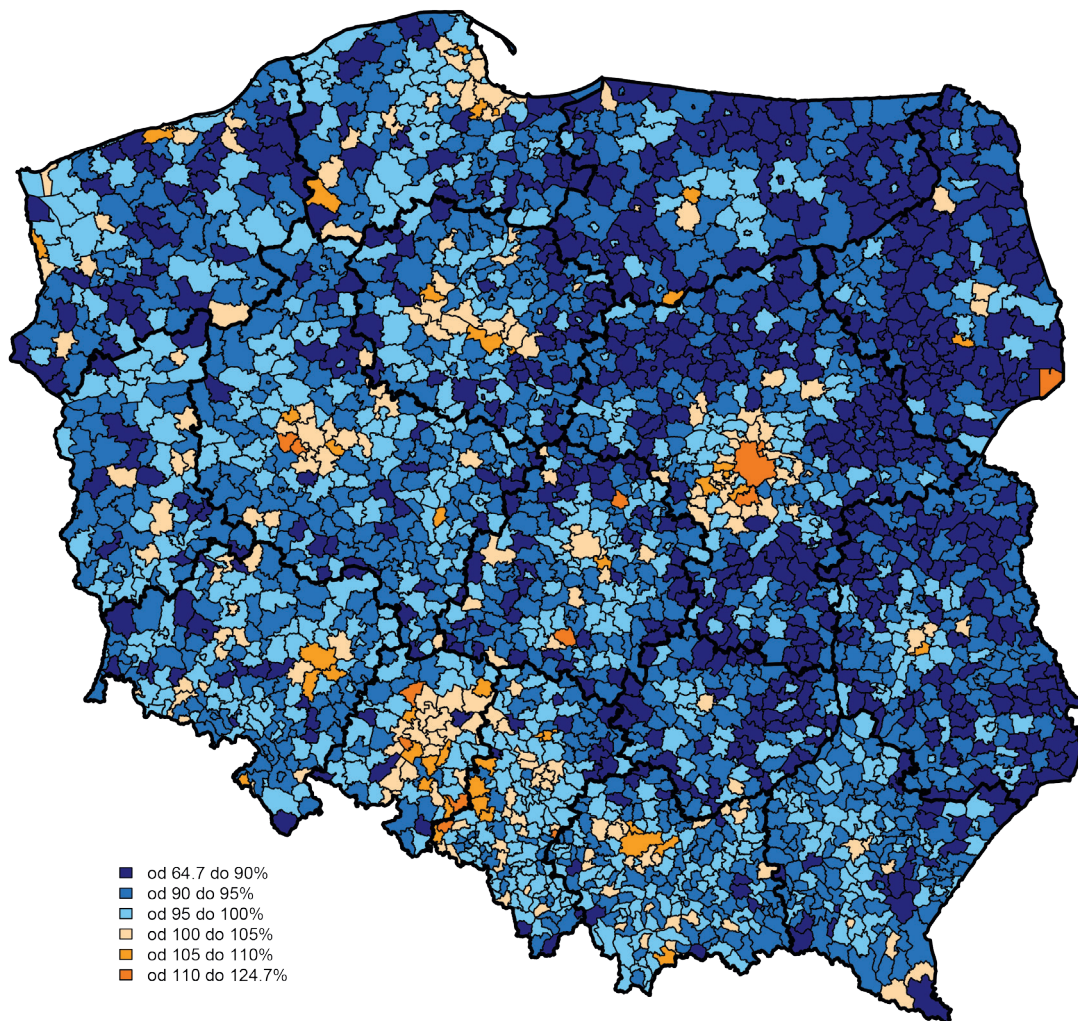 od 64.7 do 90%
od 90 do 95%
od 95 do 100%
od 100 do 105%
od 105 do 110%
od 110 do 124.7%